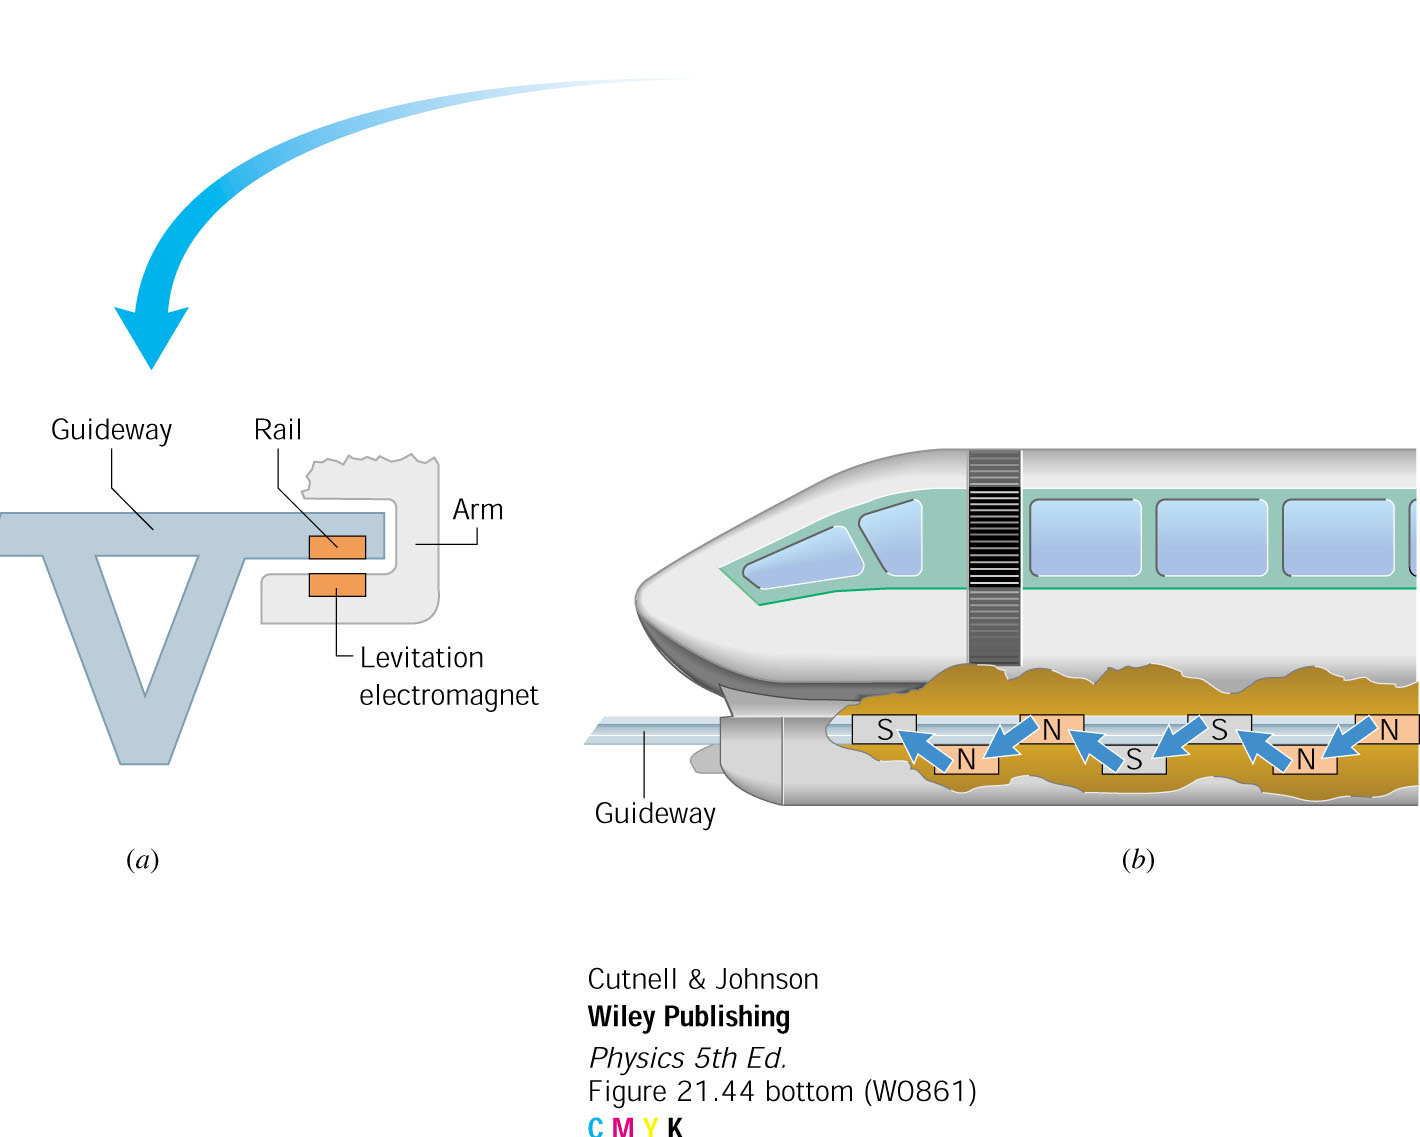 Guideway
Rail
Arm
Levitation
electromagnet
(a)
S
N
S
N
N
S
N
Guideway
(b)
Cutnell & Johnson
Wiley Publishing
Physics 5th Ed.
Figure 21.44 bottom (W0861)
C M Y K